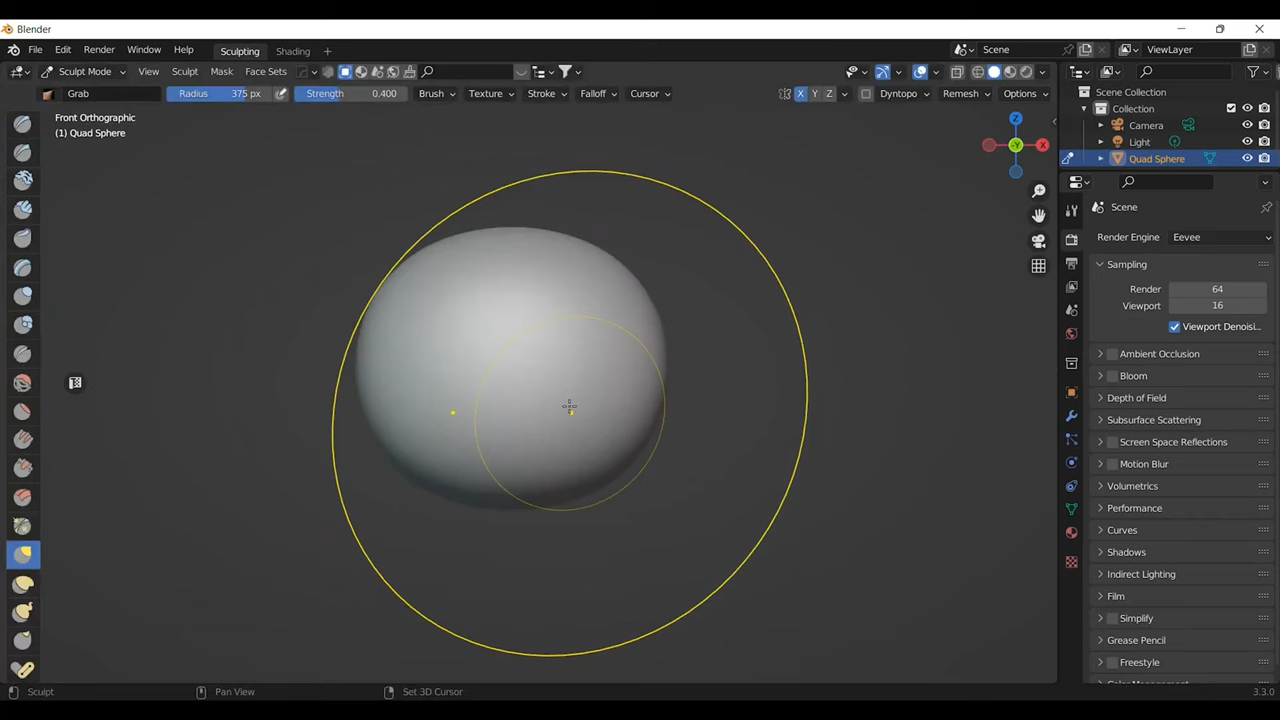 Blender
File Edit Render Window Help Sculpting Shading + Scene ViewLayer
Sculpt Mode View Sculpt Mask Face Sets
Grab Radius 375 px Strength 0.400 Brush Texture Stroke Falloff Cursor X Y Z Dyntopo Remesh Options
Front Orthographic
(1) Quad Sphere
Z
-Y X
Scene Collection
Collection
Camera
Light
Quad Sphere
Scene
Render Engine Eevee
Sampling
Render 64
Viewport 16
Viewport Denoisi...
Ambient Occlusion
Bloom
Depth of Field
Subsurface Scattering
Screen Space Reflections
Motion Blur
Volumetrics
Performance
Curves
Shadows
Indirect Lighting
Film
Simplify
Grease Pencil
Freestyle
Color Management
Sculpt Pan View Set 3D Cursor 3.3.0